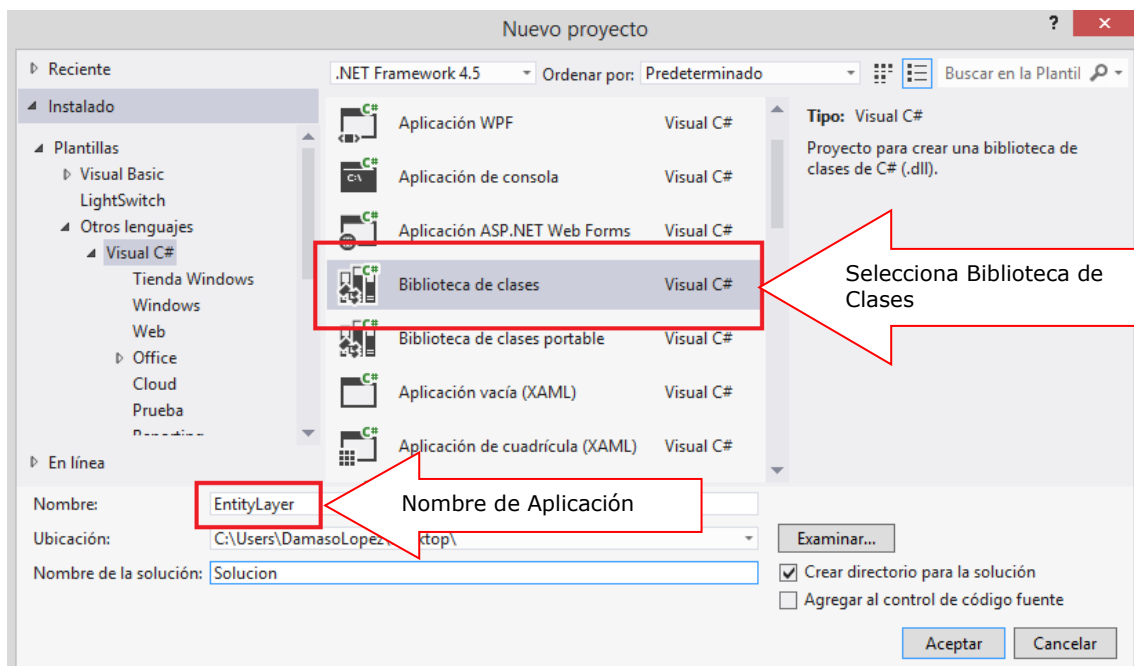 Nuevo proyecto
?
Reciente
.NET Framework 4.5
Ordenar por: Predeterminado
Buscar en la Plantil
Instalado
Plantillas
Visual Basic
LightSwitch
Otros lenguajes
Visual C#
Tienda Windows
Windows
Web
Office
Cloud
Prueba
Reporting
En línea
C#
Aplicación WPF Visual C#
C#
Aplicación de consola Visual C#
C#
Aplicación ASP.NET Web Forms Visual C#
C#
Biblioteca de clases Visual C#
C#
Biblioteca de clases portable Visual C#
C#
Aplicación vacía (XAML) Visual C#
C#
Aplicación de cuadrícula (XAML) Visual C#
Tipo: Visual C#
Proyecto para crear una biblioteca de
clases de C# (.dll).
Selecciona Biblioteca de
Clases
Nombre: EntityLayer
Nombre de Aplicación
Ubicación: C:\Users\DamasoLopez ktop\
Examinar...
Nombre de la solución: Solucion
Crear directorio para la solución
Agregar al control de código fuente
Aceptar
Cancelar